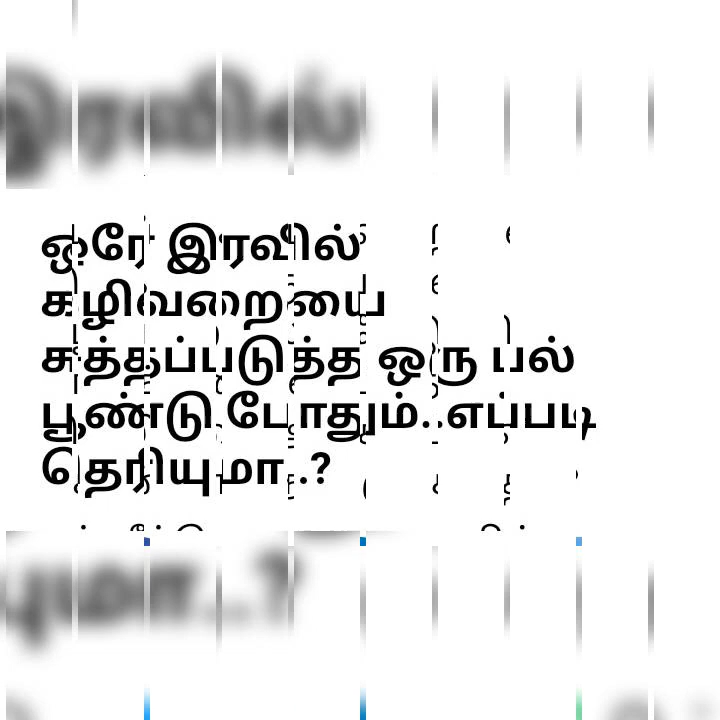 ஒரே இரவில்
கழிவறையை
சுத்தப்படுத்த ஒரு பல்
பூண்டு போதும்..எப்படி
தெரியுமா..?